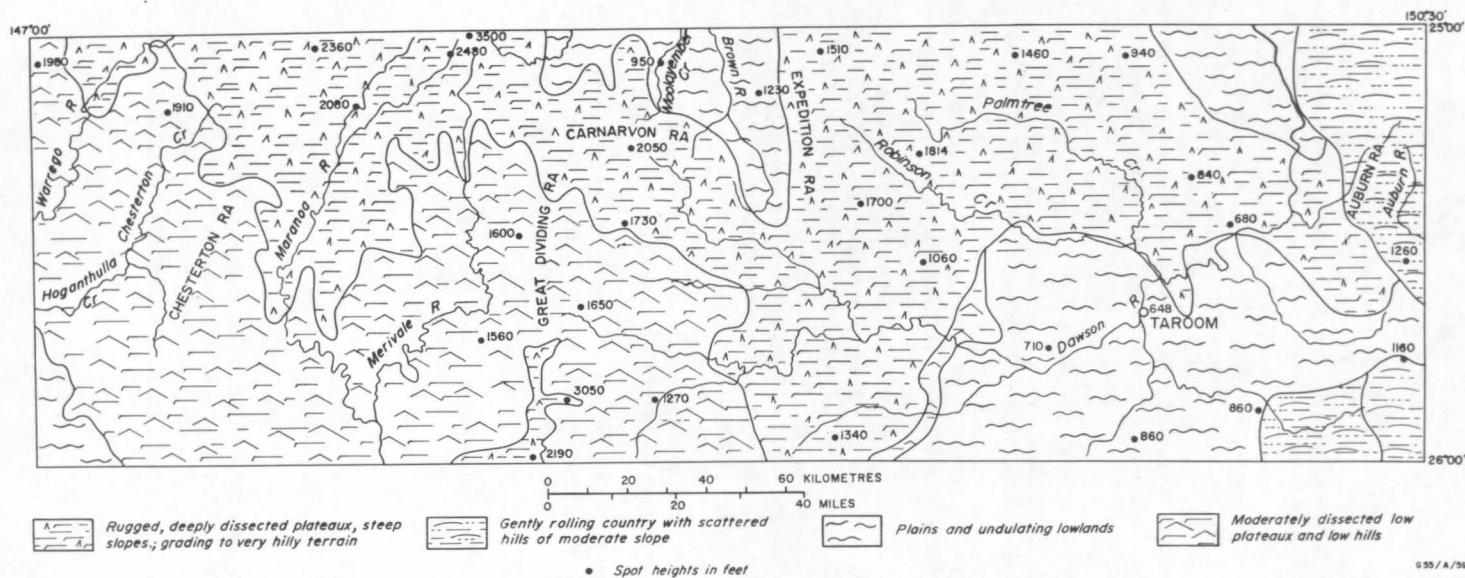 147°00'
150°30'
25°00'
1980
2360
3500
2480
950
Woolayember
Cr
Brown R
1230
1510
EXPEDITION RA
1460
940
Palmtree
Cr
1910
2080
Warrego R
Chesterton Cr
CHESTERTON RA
Maranoa R
CARNARVON RA
2050
Robinson
Cr
1814
840
1700
AUBURN RA
Auburn R
1730
1600
GREAT DIVIDING RA
680
1260
1060
Hoganthulla
Cr
1650
Merivale R
1560
R
648
TAROOM
Dawson
710
1160
3050
1270
860
1340
860
2190
26°00'
0 20 40 60 KILOMETRES
0 20 40 MILES
Rugged, deeply dissected plateaux, steep
slopes.; grading to very hilly terrain
Gently rolling country with scattered
hills of moderate slope
Plains and undulating lowlands
Moderately dissected low
plateaux and low hills
Spot heights in feet